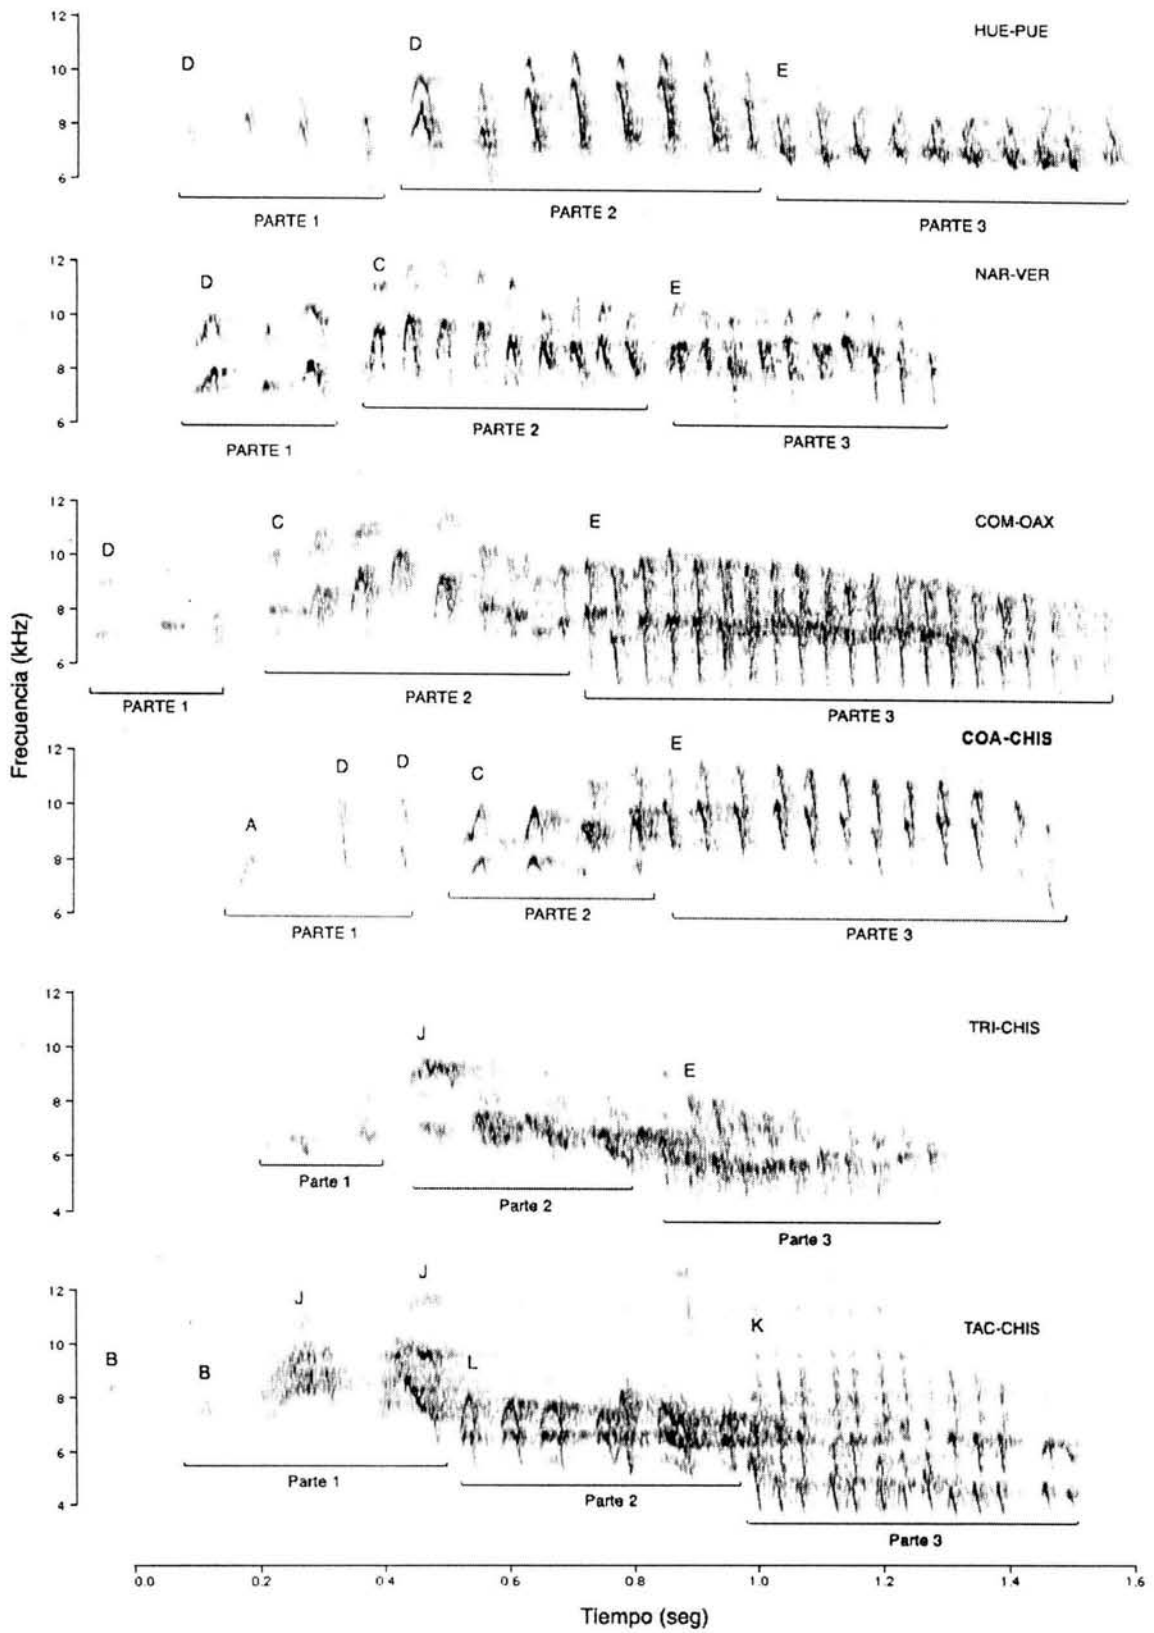 HUE-PUE
12
10
8
6
D
D
E
PARTE 1
PARTE 2
PARTE 3
NAR-VER
12
10
8
6
D
C
E
PARTE 1
PARTE 2
PARTE 3
COM-OAX
12
10
8
6
D
C
E
PARTE 1
PARTE 2
PARTE 3
COA-CHIS
12
10
8
6
A
D
D
C
E
PARTE 1
PARTE 2
PARTE 3
TRI-CHIS
12
10
8
6
4
J
E
Parte 1
Parte 2
Parte 3
TAC-CHIS
12
10
8
6
4
B
B
J
J
L
K
Parte 1
Parte 2
Parte 3
Frecuencia (kHz)
0.0 0.2 0.4 0.6 0.8 1.0 1.2 1.4 1.6
Tiempo (seg)